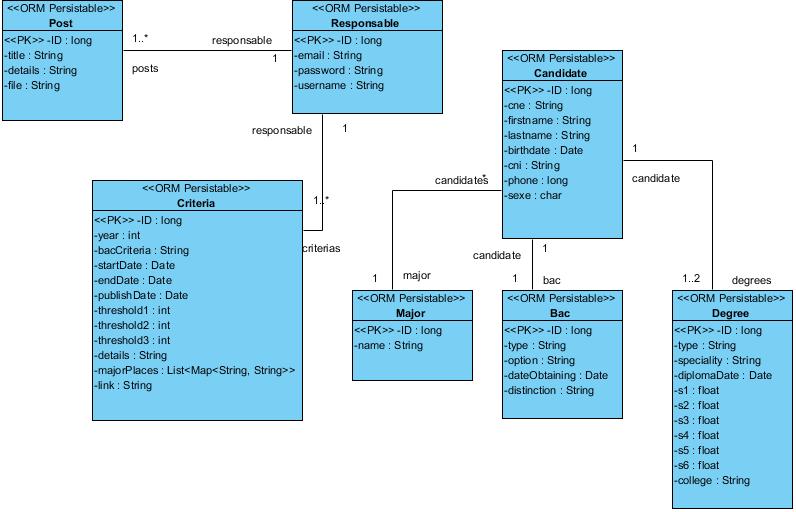 <<ORM Persistable>>
Post
<<PK>> -ID : long
-title : String
-details : String
-file : String
1..*
posts
responsable
1
<<ORM Persistable>>
Responsable
<<PK>> -ID : long
-email : String
-password : String
-username : String
responsable
1
1..*
criterias
<<ORM Persistable>>
Criteria
<<PK>> -ID : long
-year : int
-bacCriteria : String
-startDate : Date
-endDate : Date
-publishDate : Date
-threshold1 : int
-threshold2 : int
-threshold3 : int
-details : String
-majorPlaces : List<Map<String, String>>
-link : String
<<ORM Persistable>>
Candidate
<<PK>> -ID : long
-cne : String
-firstname : String
-lastname : String
-birthdate : Date
-cni : String
-phone : long
-sexe : char
candidates
*
1
major
candidate
1
1
bac
1
candidate
1..2
degrees
<<ORM Persistable>>
Major
<<PK>> -ID : long
-name : String
<<ORM Persistable>>
Bac
<<PK>> -ID : long
-type : String
-option : String
-dateObtaining : Date
-distinction : String
<<ORM Persistable>>
Degree
<<PK>> -ID : long
-type : String
-speciality : String
-diplomaDate : Date
-s1 : float
-s2 : float
-s3 : float
-s4 : float
-s5 : float
-s6 : float
-college : String